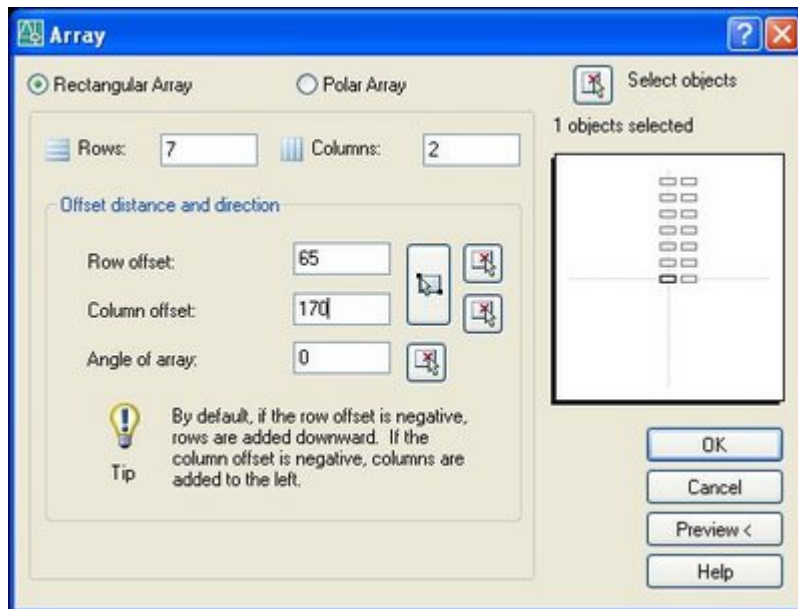 Array
Rectangular Array
Polar Array
Select objects
1 objects selected
Rows: 7
Columns: 2
Offset distance and direction
Row offset: 65
Column offset: 170
Angle of array: 0
Tip
By default, if the row offset is negative,
rows are added downward. If the
column offset is negative, columns are
added to the left.
OK
Cancel
Preview <
Help